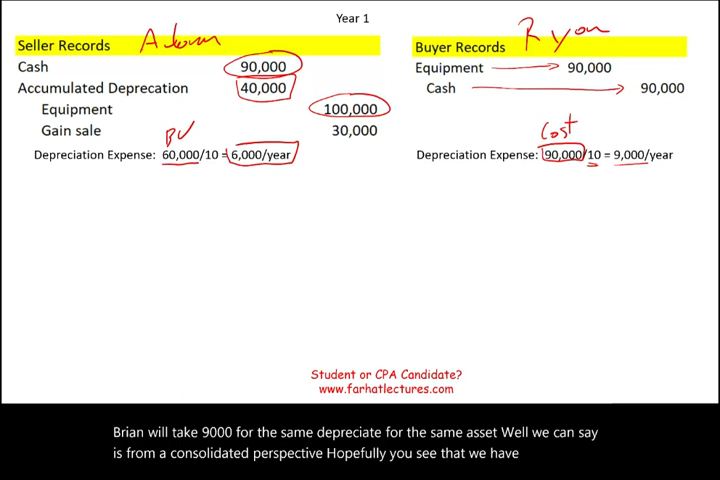 Year 1
Seller Records Adam
Buyer Records Ryan
Cash 90,000
Equipment 90,000
Accumulated Deprecation 40,000
Cash 90,000
Equipment 100,000
Gain sale 30,000
BV
Cost
Depreciation Expense: 60,000/10 = 6,000/year
Depreciation Expense: 90,000/10 = 9,000/year
Student or CPA Candidate?
www.farhatlectures.com
Brian will take 9000 for the same depreciate for the same asset Well we can say
is from a consolidated perspective Hopefully you see that we have